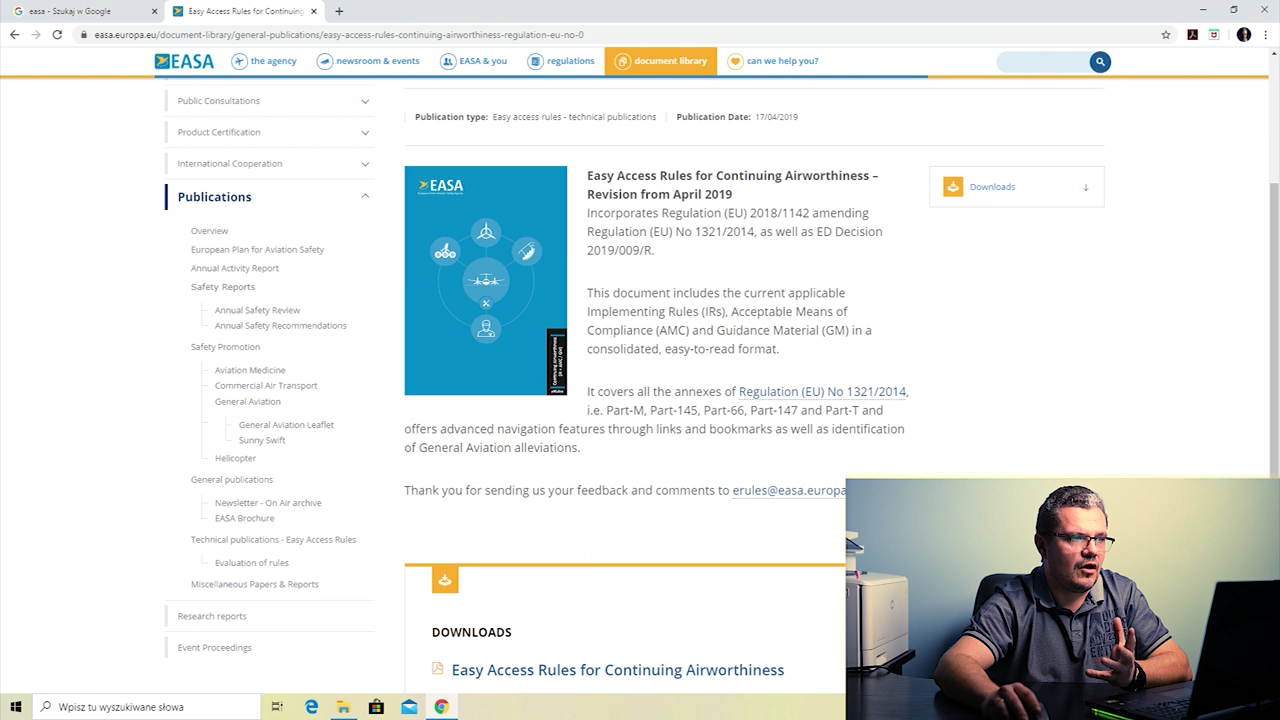 easa - Szukaj w Google
Easy Access Rules for Continuing
easa.europa.eu/document-library/general-publications/easy-access-rules-continuing-airworthiness-regulation-eu-no-0
EASA
the agency
newsroom & events
EASA & you
regulations
document library
can we help you?
Public Consultations
Product Certification
International Cooperation
Publications
Overview
European Plan for Aviation Safety
Annual Activity Report
Safety Reports
Annual Safety Review
Annual Safety Recommendations
Safety Promotion
Aviation Medicine
Commercial Air Transport
General Aviation
General Aviation Leaflet
Sunny Swift
Helicopter
General publications
Newsletter - On Air archive
EASA Brochure
Technical publications - Easy Access Rules
Evaluation of rules
Miscellaneous Papers & Reports
Research reports
Event Proceedings
Publication type: Easy access rules - technical publications
Publication Date: 17/04/2019
EASA
Easy Access Rules for Continuing Airworthiness –
Revision from April 2019
Incorporates Regulation (EU) 2018/1142 amending
Regulation (EU) No 1321/2014, as well as ED Decision
2019/009/R.
This document includes the current applicable
Implementing Rules (IRs), Acceptable Means of
Compliance (AMC) and Guidance Material (GM) in a
consolidated, easy-to-read format.
It covers all the annexes of Regulation (EU) No 1321/2014,
i.e. Part-M, Part-145, Part-66, Part-147 and Part-T and
offers advanced navigation features through links and bookmarks as well as identification
of General Aviation alleviations.
Thank you for sending us your feedback and comments to erules@easa.europa
Downloads
DOWNLOADS
Easy Access Rules for Continuing Airworthiness
Wpisz tu wyszukiwane słowa